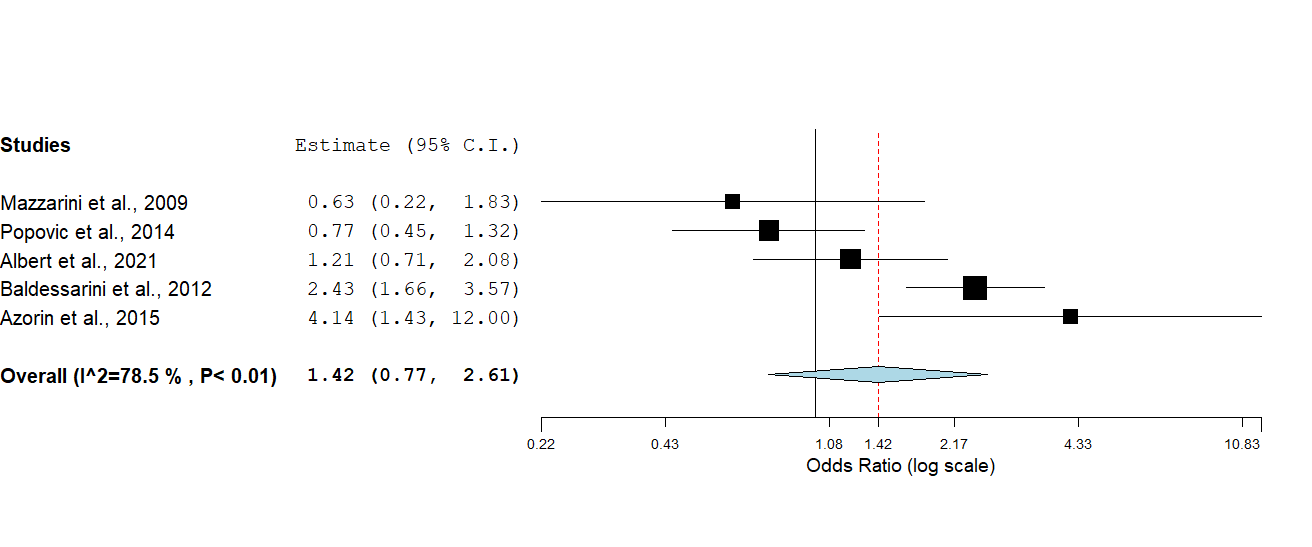 Studies Estimate (95% C.I.)
Mazzarini et al., 2009 0.63 (0.22, 1.83)
Popovic et al., 2014 0.77 (0.45, 1.32)
Albert et al., 2021 1.21 (0.71, 2.08)
Baldessarini et al., 2012 2.43 (1.66, 3.57)
Azorin et al., 2015 4.14 (1.43, 12.00)
Overall (I^2=78.5 % , P< 0.01) 1.42 (0.77, 2.61)
0.22 0.43 1.08 1.42 2.17 4.33 10.83
Odds Ratio (log scale)